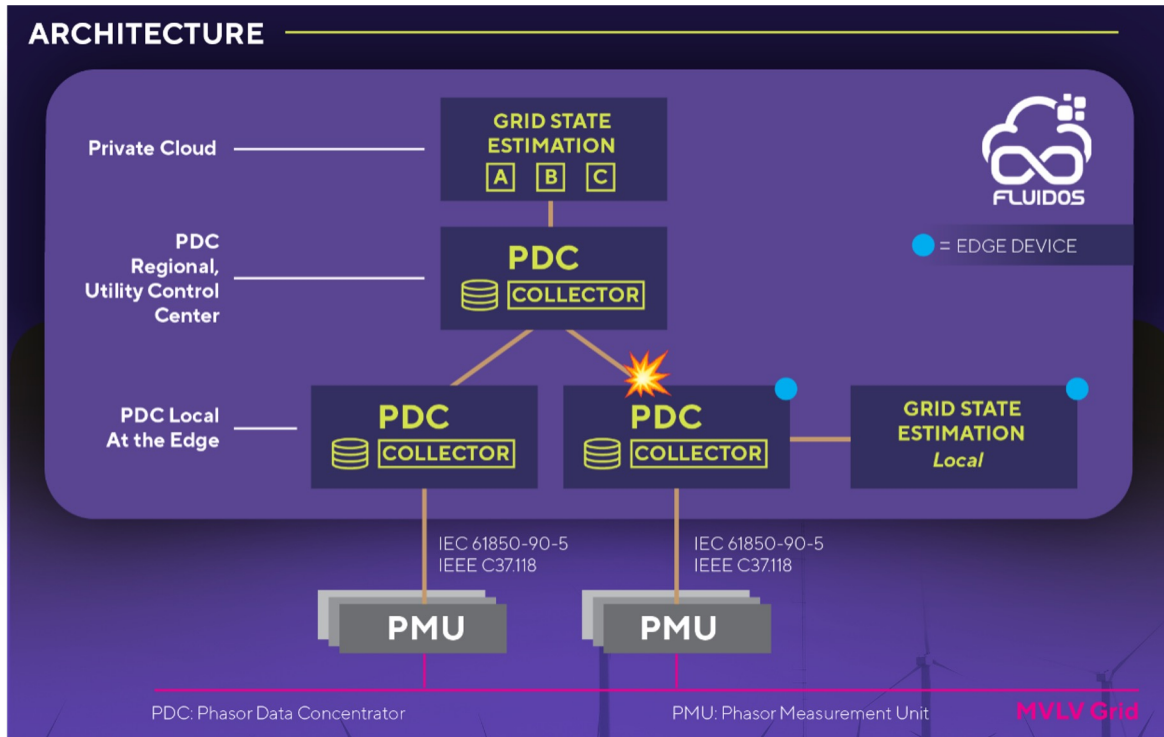 ARCHITECTURE
Private Cloud
GRID STATE
ESTIMATION
A B C
FLUIDOS
= EDGE DEVICE
PDC
Regional,
Utility Control
Center
PDC
COLLECTOR
PDC Local
At the Edge
PDC
COLLECTOR
PDC
COLLECTOR
GRID STATE
ESTIMATION
Local
IEC 61850-90-5
IEEE C37.118
IEC 61850-90-5
IEEE C37.118
PMU
PMU
PDC: Phasor Data Concentrator
PMU: Phasor Measurement Unit
MVLV Grid